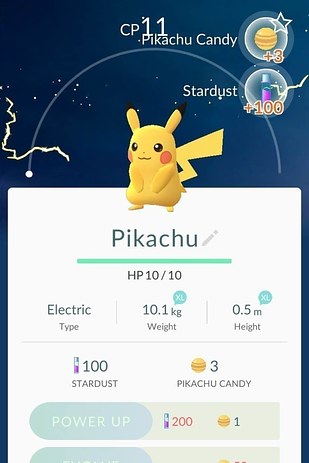 CP11
Pikachu Candy
+3
Stardust
+100
Pikachu
HP 10 / 10
XL XL
Electric 10.1 kg 0.5 m
Type Weight Height
100 3
STARDUST PIKACHU CANDY
POWER UP 200 1